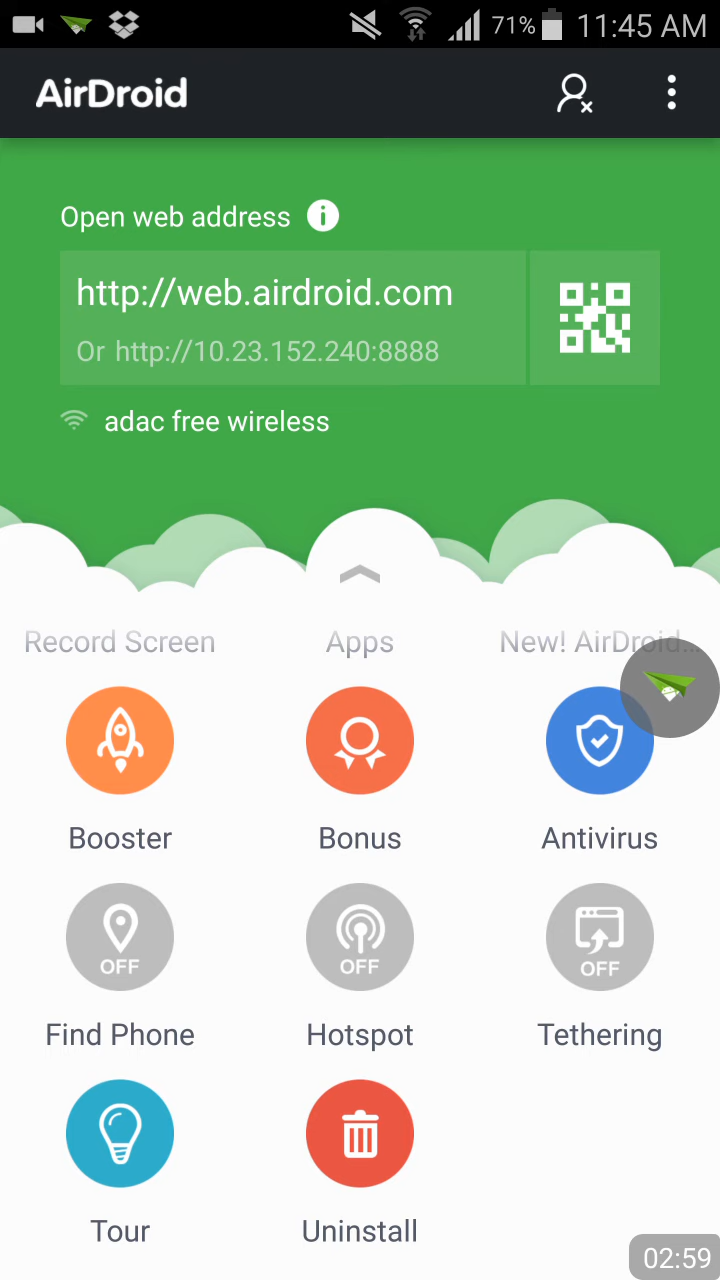 71% 11:45 AM
AirDroid
Open web address
http://web.airdroid.com
Or http://10.23.152.240:8888
adac free wireless
Record Screen Apps New! AirDroid...
Booster Bonus Antivirus
OFF OFF OFF
Find Phone Hotspot Tethering
Tour Uninstall
02:59